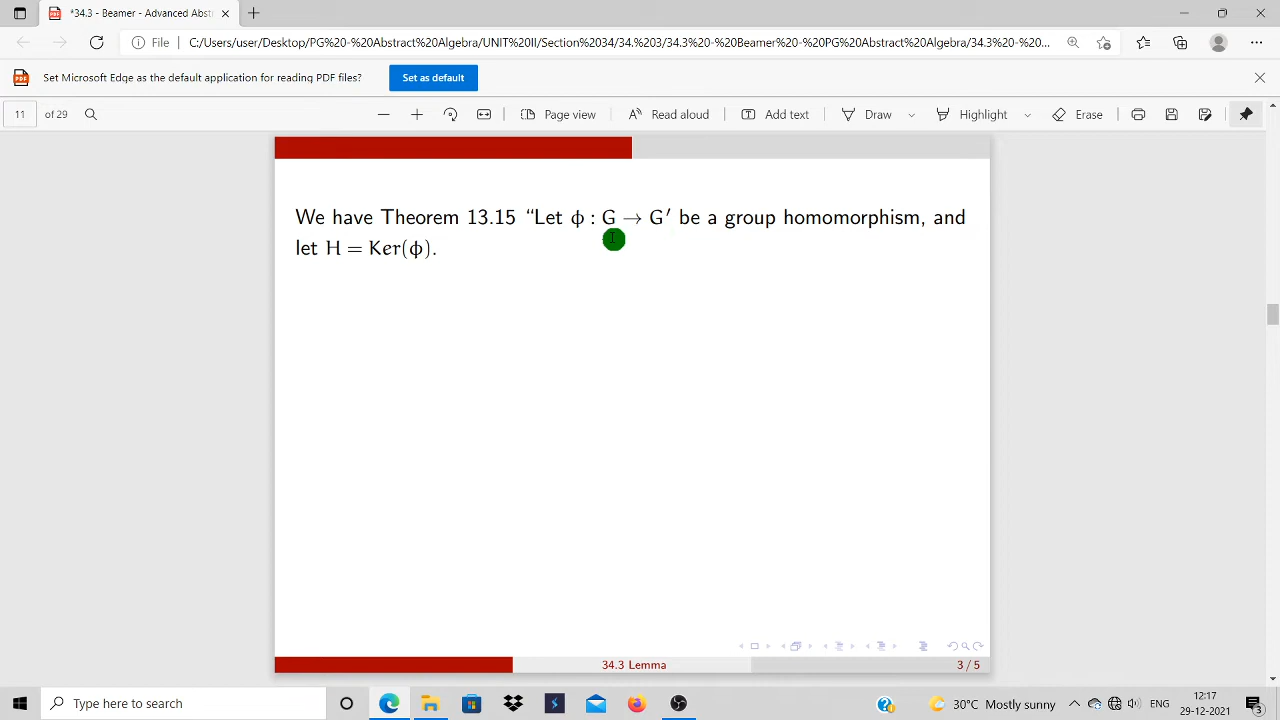 *34.3 - Beamer - Advanced Abstr
File
C:/Users/user/Desktop/PG%20-%20Abstract%20Algebra/UNIT%20II/Section%2034/34.%203/34.3%20-%20Beamer%20-%20PG%20Abstract%20Algebra/34.3%20-%20...
Set Microsoft Edge as the default application for reading PDF files?
Set as default
11 of 29
Page view
Read aloud
Add text
Draw
Highlight
Erase
We have Theorem 13.15 “Let ϕ : G → G′ be a group homomorphism, and
let H = Ker(ϕ).
34.3 Lemma
3 / 5
Type here to search
30°C Mostly sunny
ENG
12:17
29-12-2021
3